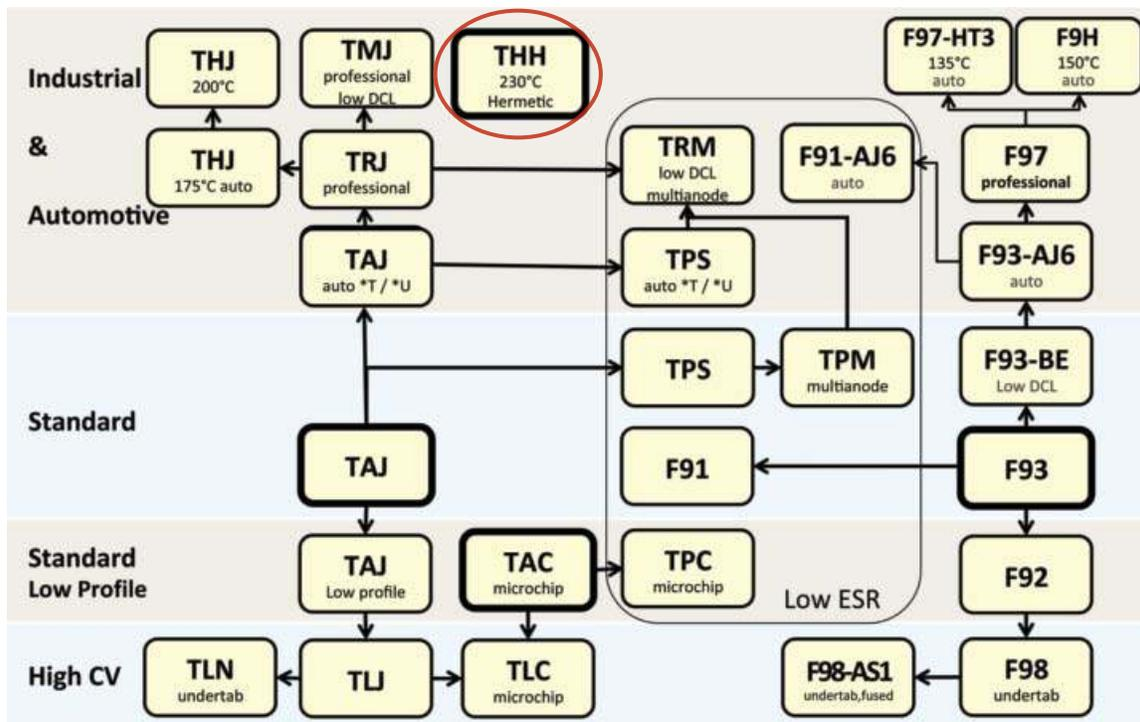 Industrial
&
Automotive
THJ
200°C
TMJ
professional
low DCL
THH
230°C
Hermetic
F97-HT3
135°C
auto
F9H
150°C
auto
THJ
175°C auto
TRJ
professional
TRM
low DCL
multianode
F91-AJ6
auto
F97
professional
TAJ
auto *T / *U
TPS
auto *T / *U
F93-AJ6
auto
Standard
TPS
TPM
multianode
F93-BE
Low DCL
TAJ
F91
F93
Standard
Low Profile
TAJ
Low profile
TAC
microchip
TPC
microchip
Low ESR
F92
High CV
TLN
undertab
TLJ
TLC
microchip
F98-AS1
undertab,fused
F98
undertab